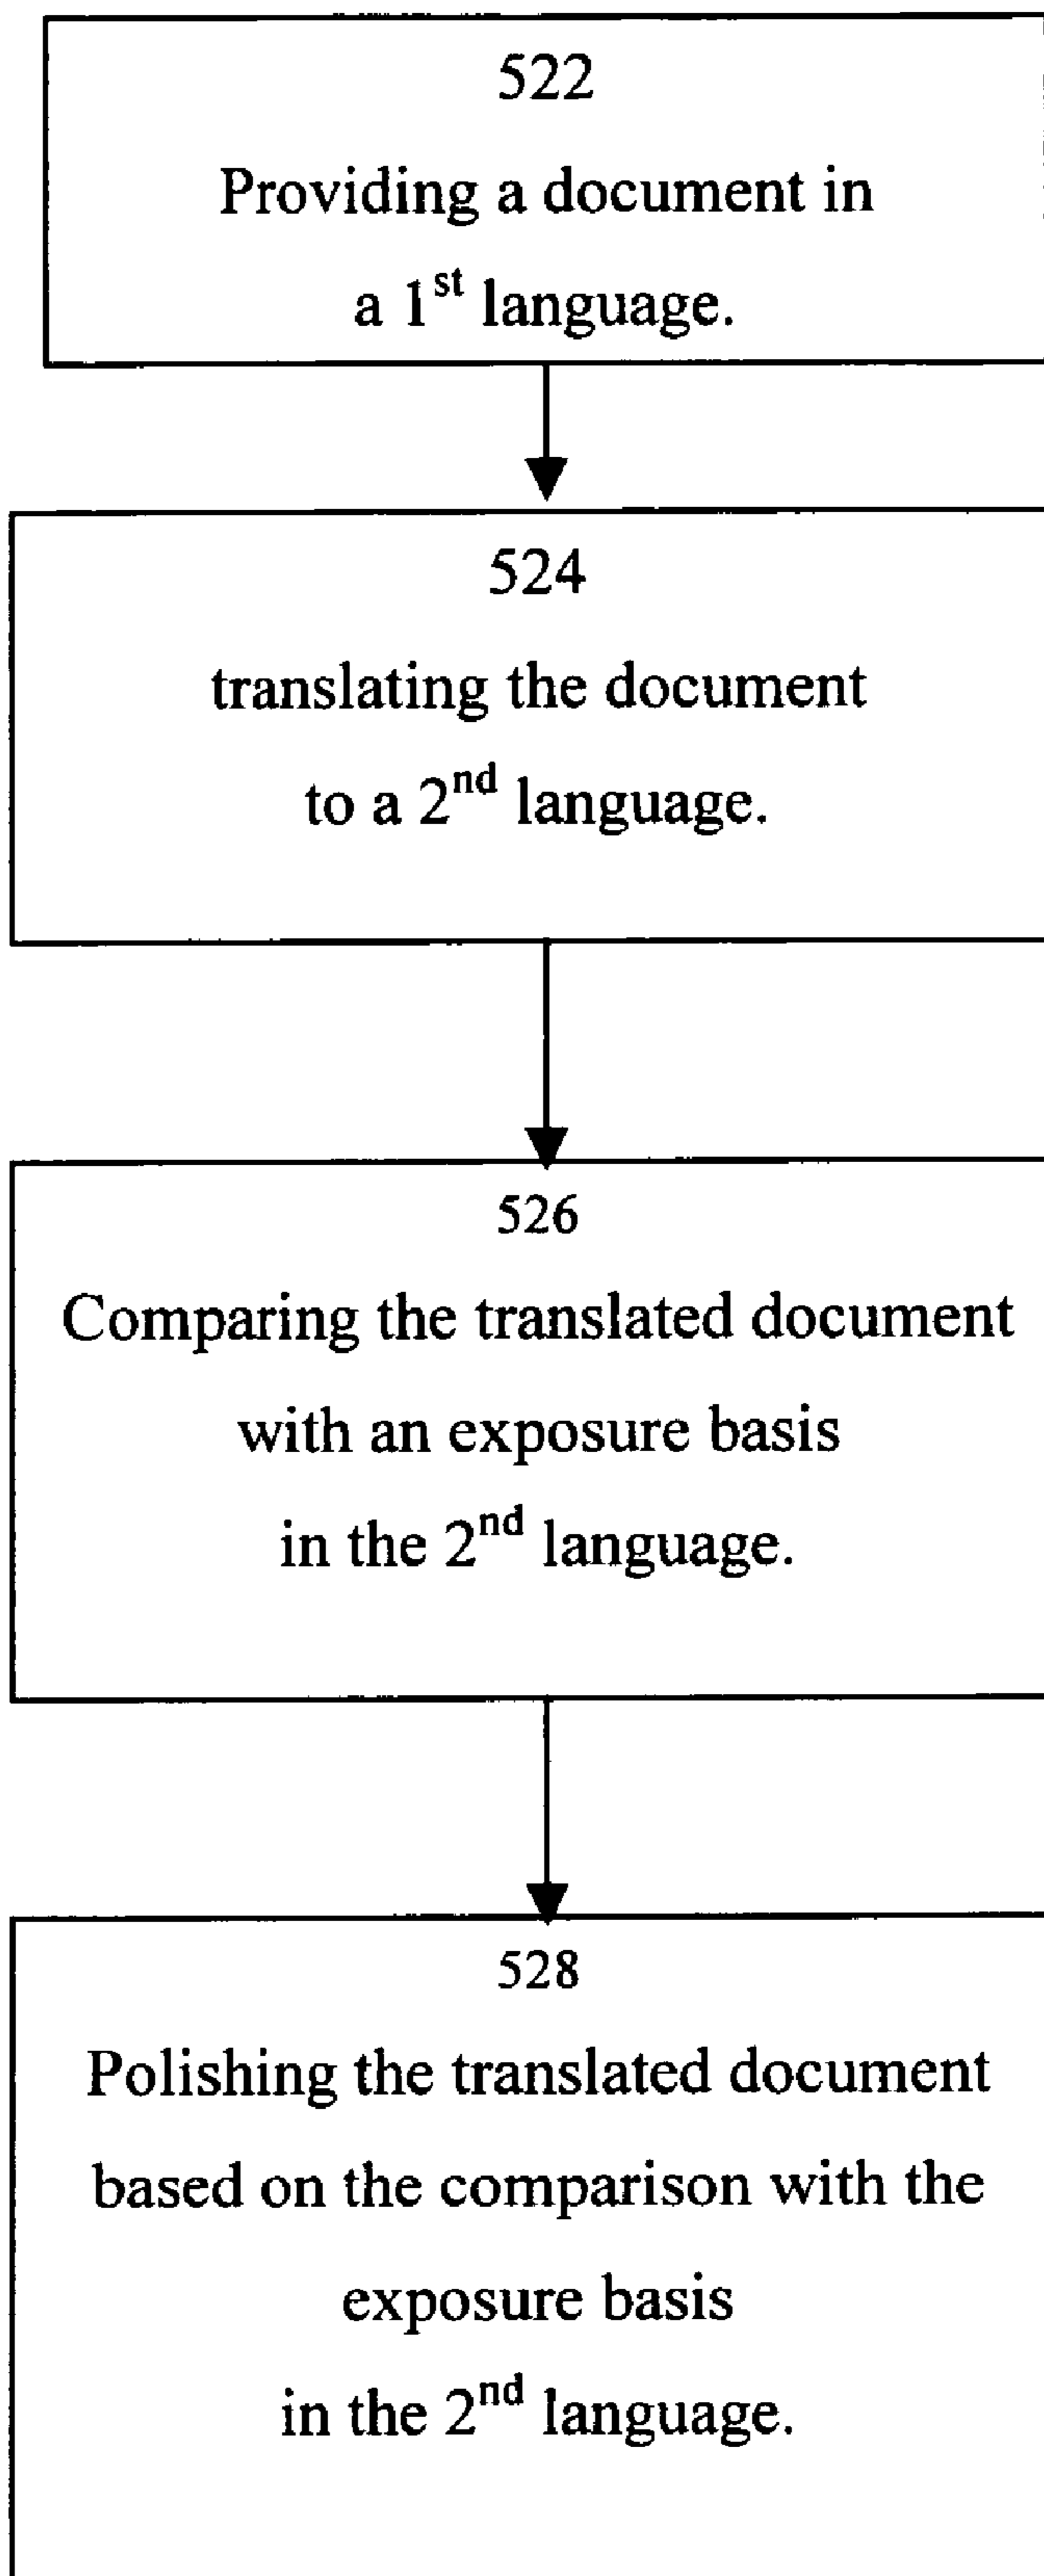 522
Providing a document in
a 1st language.
524
translating the document
to a 2nd language.
526
Comparing the translated document
with an exposure basis
in the 2nd language.
528
Polishing the translated document
based on the comparison with the
exposure basis
in the 2nd language.